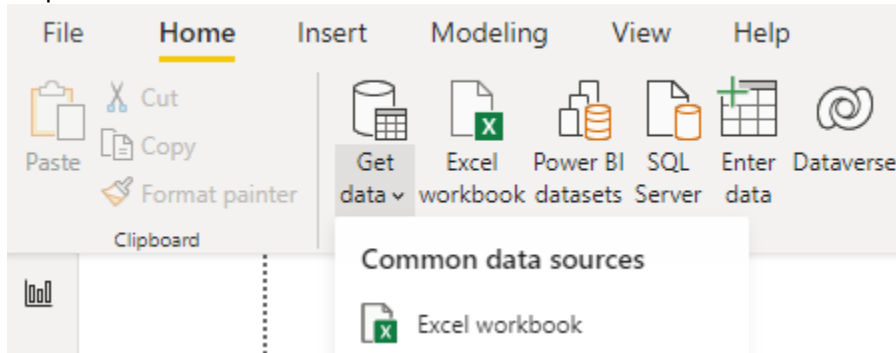 File Home Insert Modeling View Help
Paste
Cut
Copy
Format painter
Clipboard
Get data
Excel workbook
Power BI datasets
SQL Server
Enter data
Dataverse
Common data sources
Excel workbook